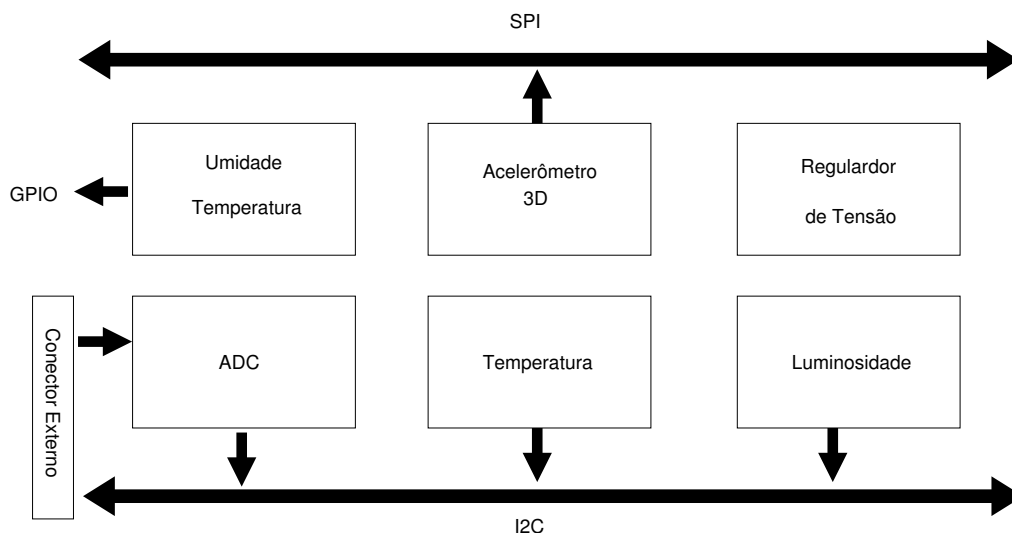 SPI
Umidade
Temperatura
Acelerômetro
3D
Regulardor
de Tensão
GPIO
Conector Externo
ADC
Temperatura
Luminosidade
I2C